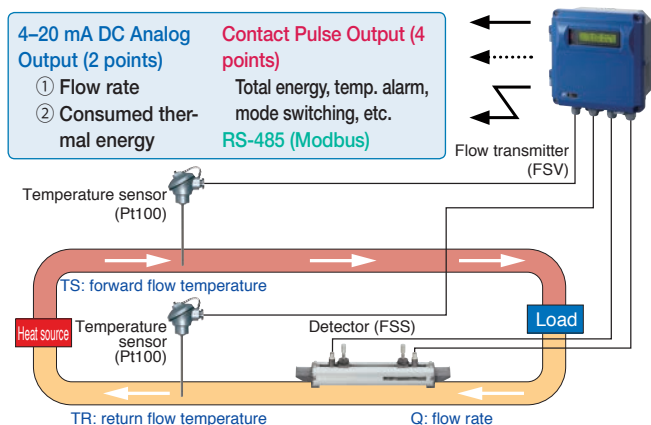 4–20 mA DC Analog
Output (2 points)
① Flow rate
② Consumed ther-
mal energy
Contact Pulse Output (4
points)
Total energy, temp. alarm,
mode switching, etc.
RS-485 (Modbus)
Flow transmitter
(FSV)
Temperature sensor
(Pt100)
TS: forward flow temperature
Heat source
Temperature
sensor
(Pt100)
Detector (FSS)
Load
TR: return flow temperature
Q: flow rate